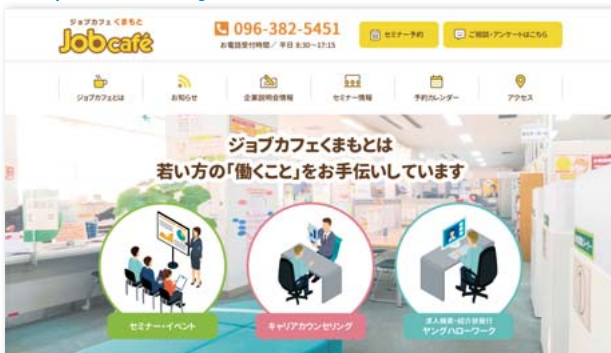 ジョブカフェくまもと
Jobcafé
096-382-5451
お電話受付時間／平日 8:30〜17:15
セミナー予約
ご相談・アンケートはこちら
ジョブカフェとは
お知らせ
企業説明会情報
セミナー情報
予約カレンダー
アクセス
ジョブカフェくまもとは
若い方の「働くこと」をお手伝いしています
セミナー・イベント
キャリアカウンセリング
求人検索・紹介状発行
ヤングハローワーク